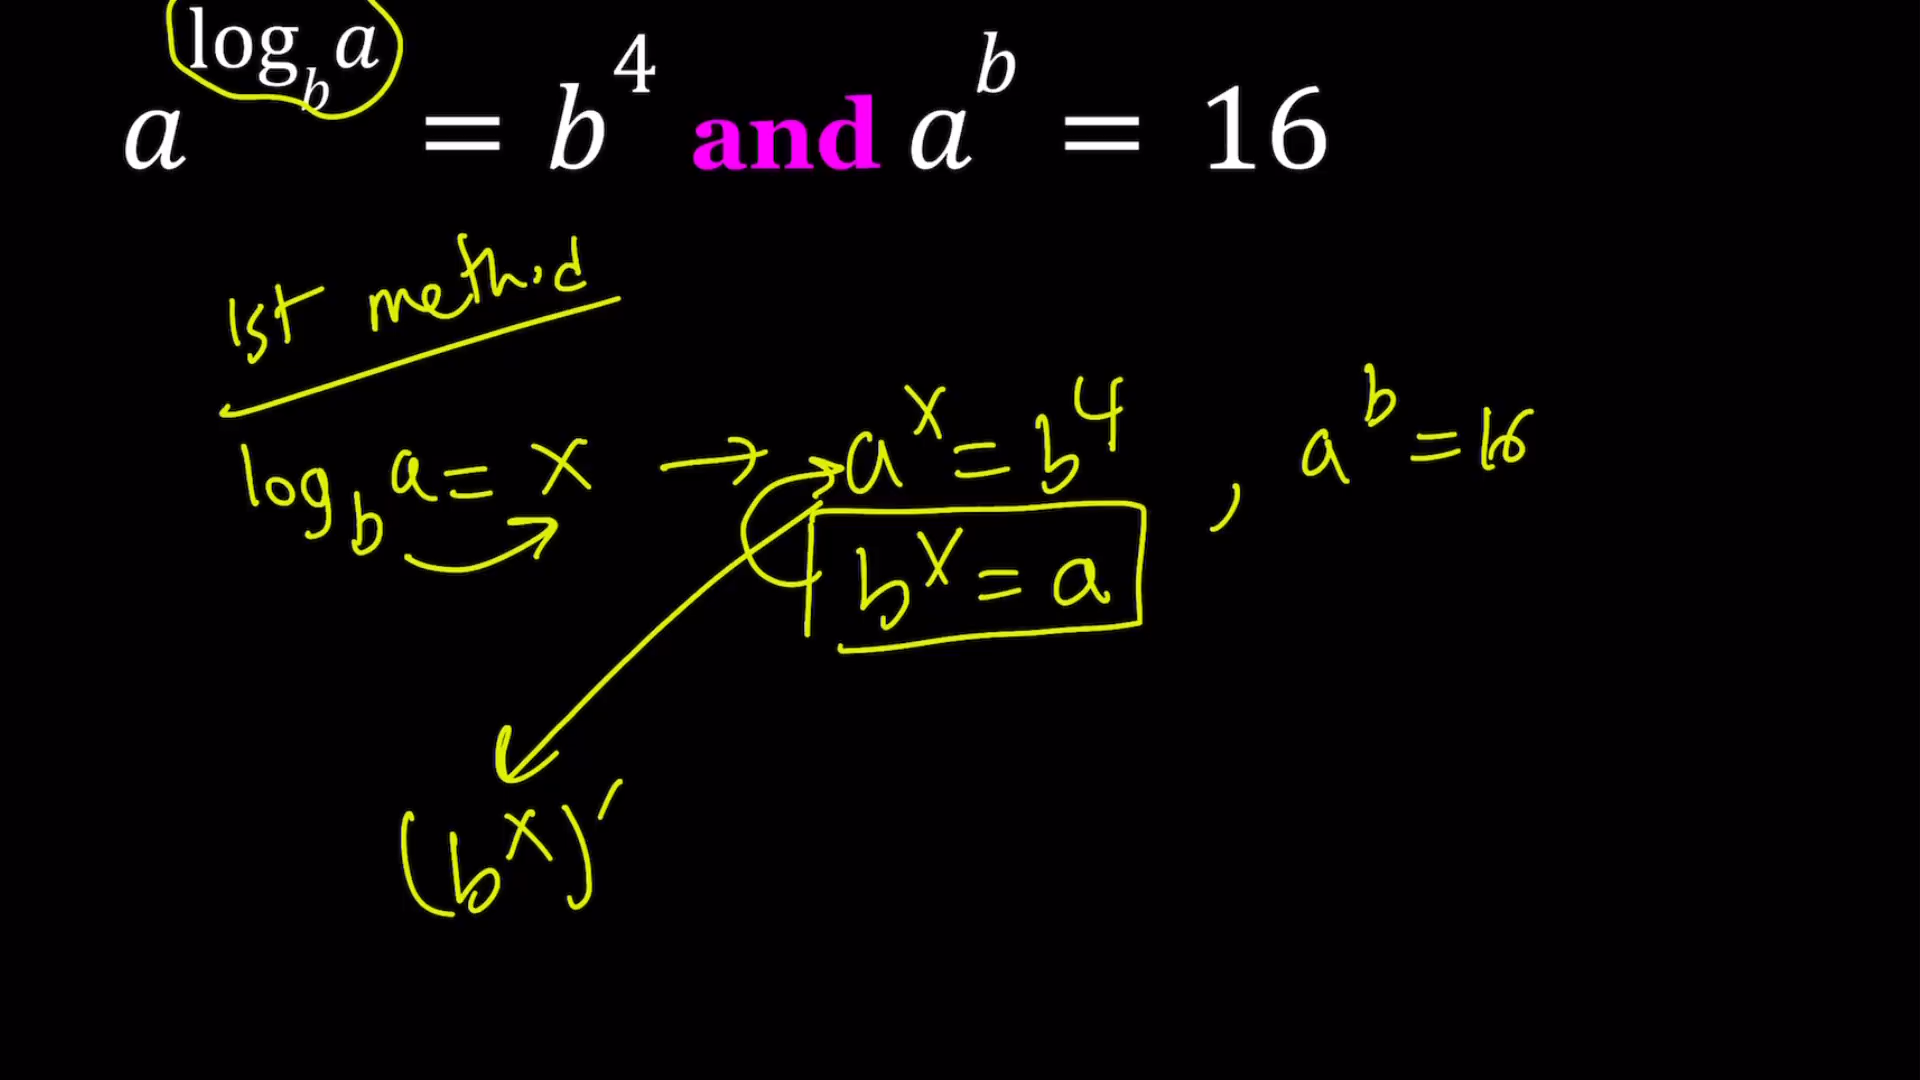 a^(log_b a) = b^4 and a^b = 16
1st method
log_b a = x → a^x = b^4 , a^b = 16
b^x = a
(b^x)